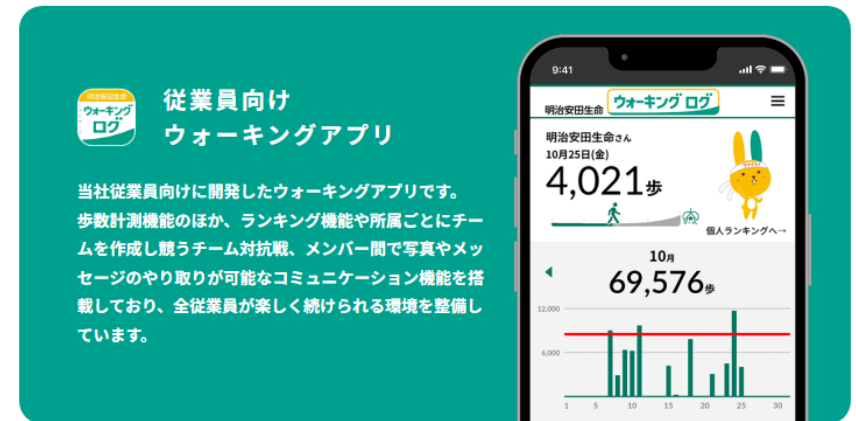 明治安田生命
ウォーキング
ログ
従業員向け
ウォーキングアプリ
当社従業員向けに開発したウォーキングアプリです。
歩数計測機能のほか、ランキング機能や所属ごとにチー
ムを作成し競うチーム対抗戦、メンバー間で写真やメッ
セージのやり取りが可能なコミュニケーション機能を搭
載しており、全従業員が楽しく続けられる環境を整備し
ています。
9:41
明治安田生命 ウォーキング ログ
明治安田生命さん
10月25日(金)
4,021歩
個人ランキングへ→
10月
69,576歩
12,000
6,000
1 5 10 15 20 25 30